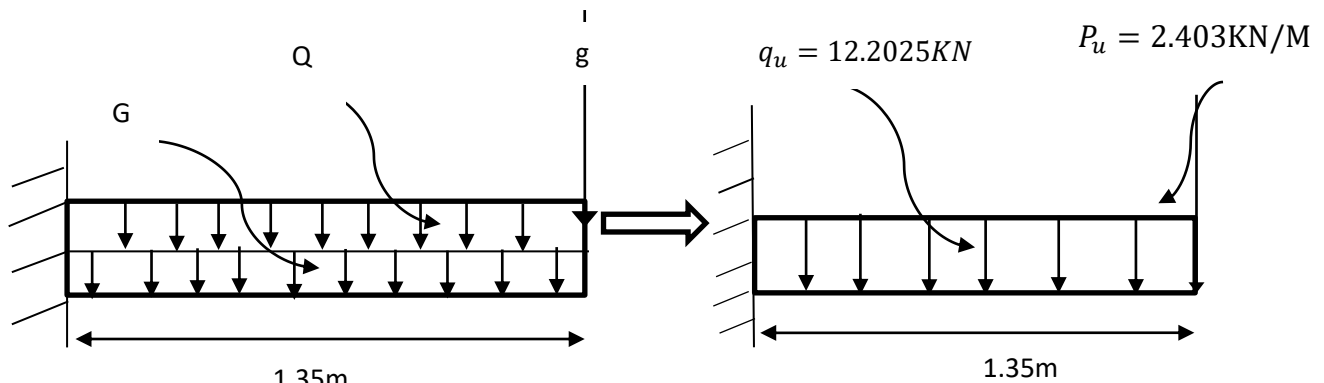 Q
g
G
1.35m
q_u = 12.2025KN
P_u = 2.403KN/M
1.35m